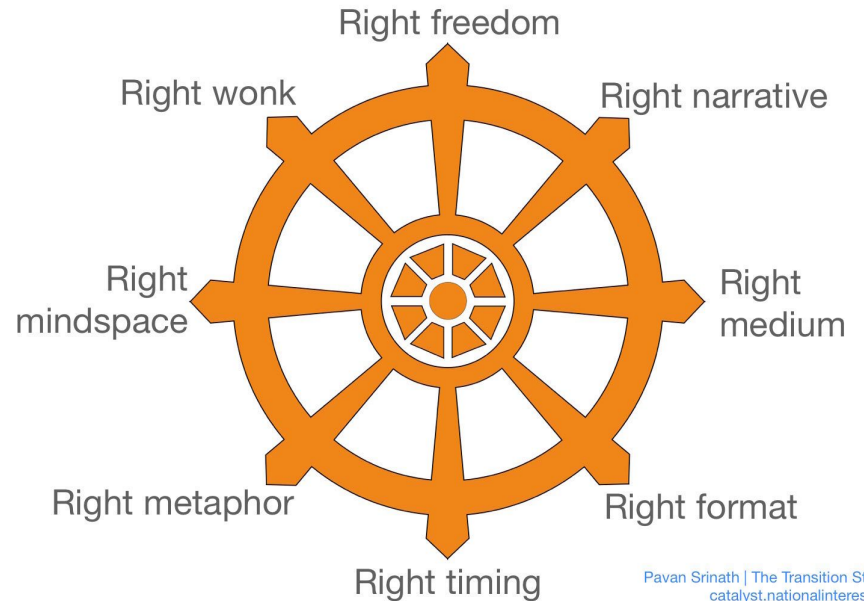 Right freedom
Right wonk
Right narrative
Right
mindspace
Right
medium
Right metaphor
Right format
Right timing
Pavan Srinath | The Transition
catalyst.nationalinteres